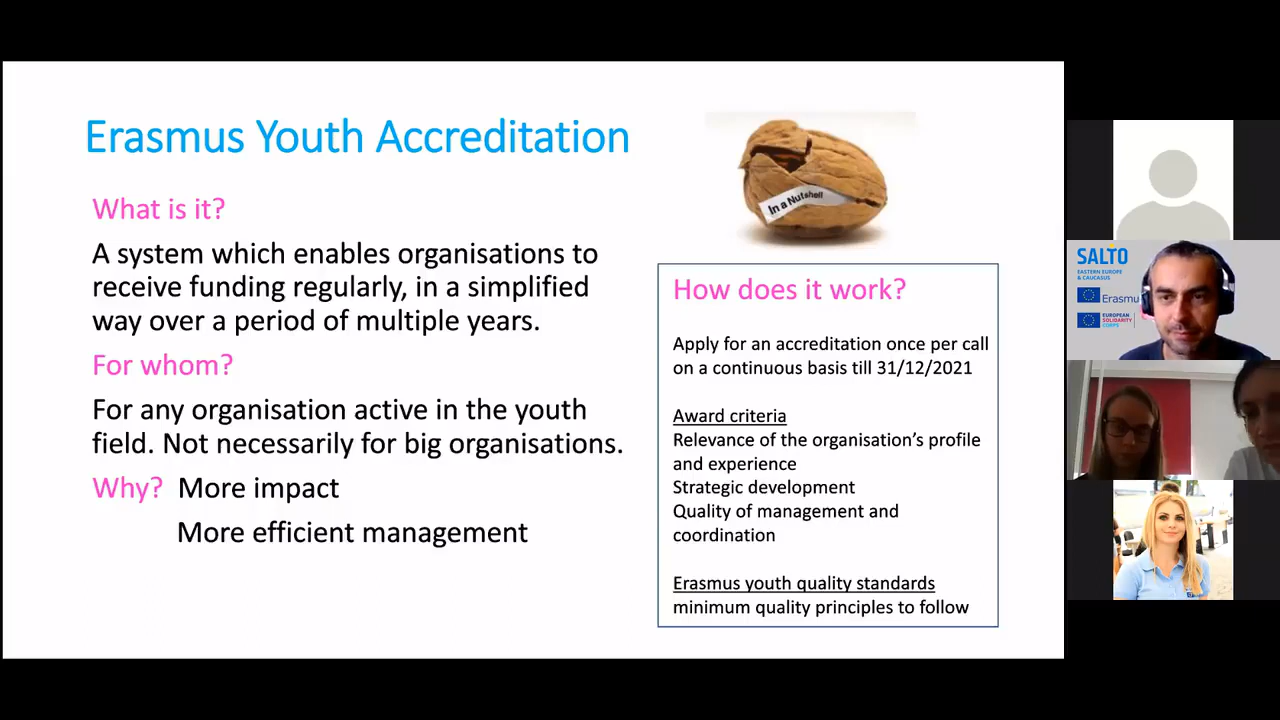 Erasmus Youth Accreditation
What is it?
A system which enables organisations to
receive funding regularly, in a simplified
way over a period of multiple years.
For whom?
For any organisation active in the youth
field. Not necessarily for big organisations.
Why? More impact
More efficient management
In a Nutshell
How does it work?
Apply for an accreditation once per call
on a continuous basis till 31/12/2021
Award criteria
Relevance of the organisation’s profile
and experience
Strategic development
Quality of management and
coordination
Erasmus youth quality standards
minimum quality principles to follow
SALTO
EASTERN EUROPE
& CAUCASUS
Erasmu
EUROPEAN
SOLIDARITY
CORPS